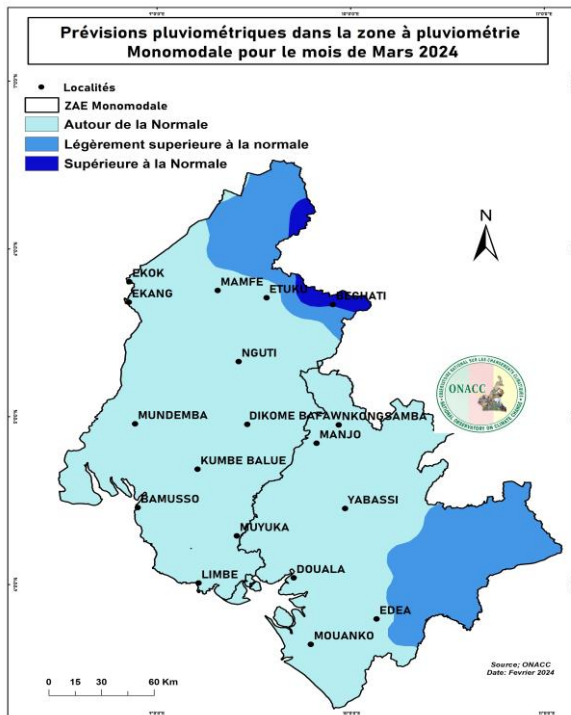 Prévisions pluviométriques dans la zone à pluviométrie
Monomodale pour le mois de Mars 2024
Localités
ZAE Monomodale
Autour de la Normale
Légèrement superieure à la normale
Supérieure à la Normale
N
EKOK
EKANG
MAMFE
ETUKU
BECHATI
NGUTI
ONACC
MUNDEMBA
DIKOME BAFAWNKONGSAMBA
MANJO
KUMBE BALUE
BAMUSSO
YABASSI
MUYUKA
LIMBE
DOUALA
EDEA
MOUANKO
Source; ONACC
Date: Fevrier 2024
0 15 30 60 Km